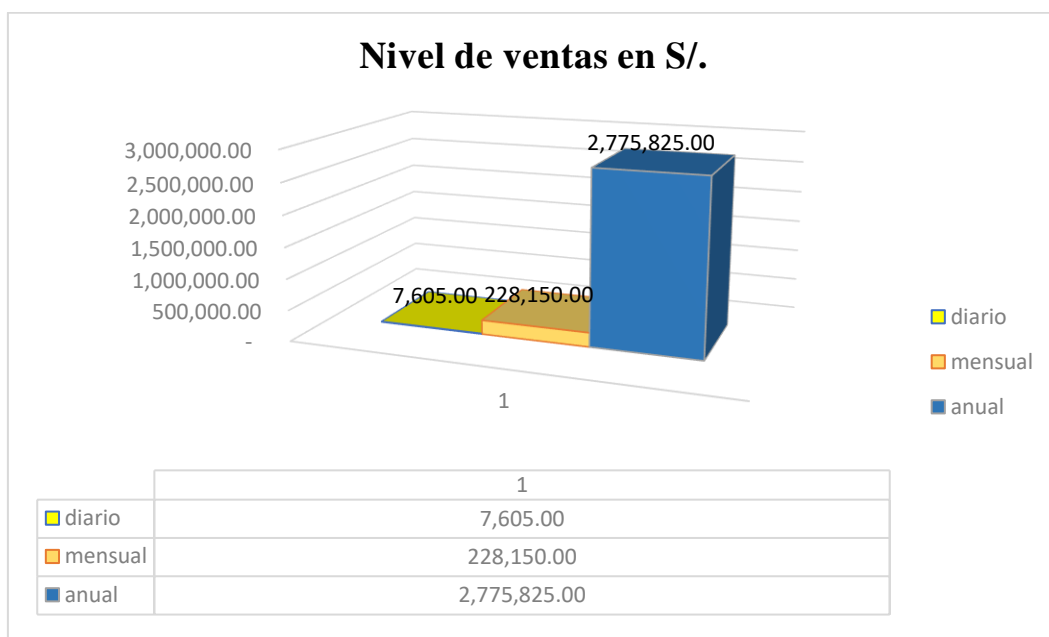 Nivel de ventas en S/.
3,000,000.00
2,500,000.00
2,000,000.00
1,500,000.00
1,000,000.00
500,000.00
-
7,605.00
228,150.00
2,775,825.00
1
diario
mensual
anual
1
diario 7,605.00
mensual 228,150.00
anual 2,775,825.00